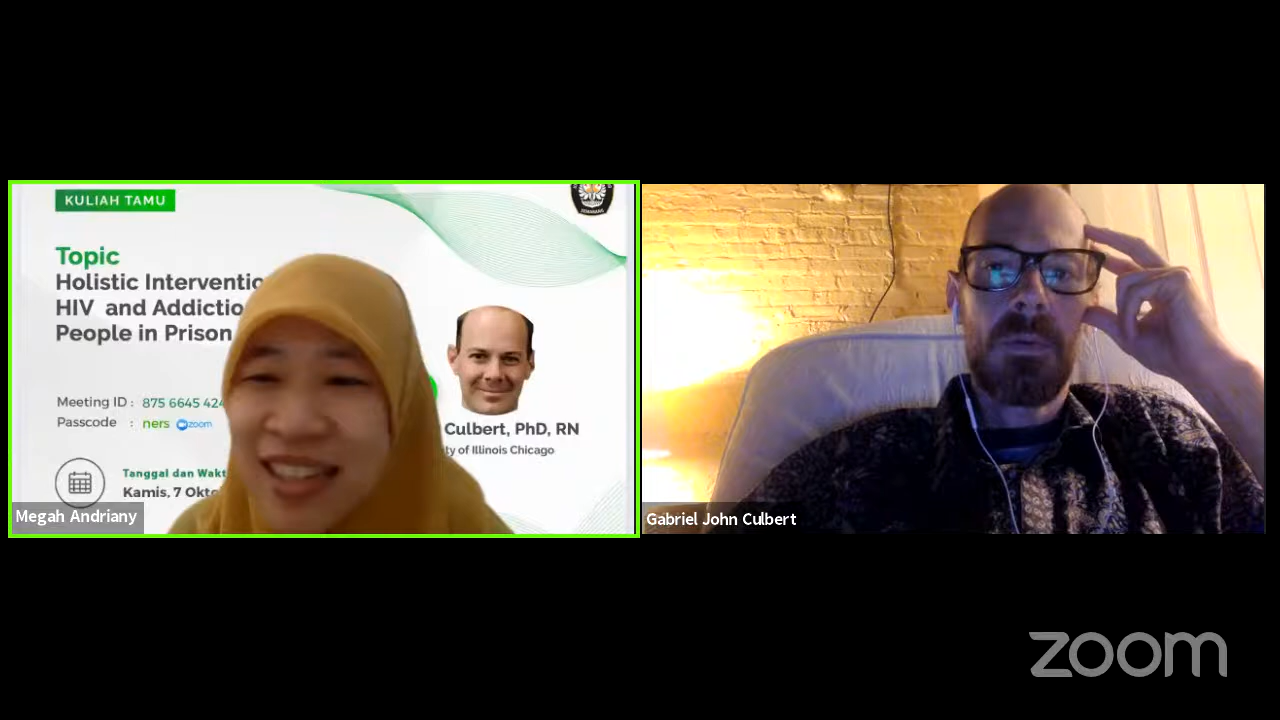 KULIAH TAMU
Topic
Holistic Interventio
HIV and Addictio
People in Prison
Meeting ID : 875 6645 424
Passcode : ners zoom
Culbert, PhD, RN
ty of Illinois Chicago
Tanggal dan Wakt
Kamis, 7 Okto
Megah Andriany
Gabriel John Culbert
zoom